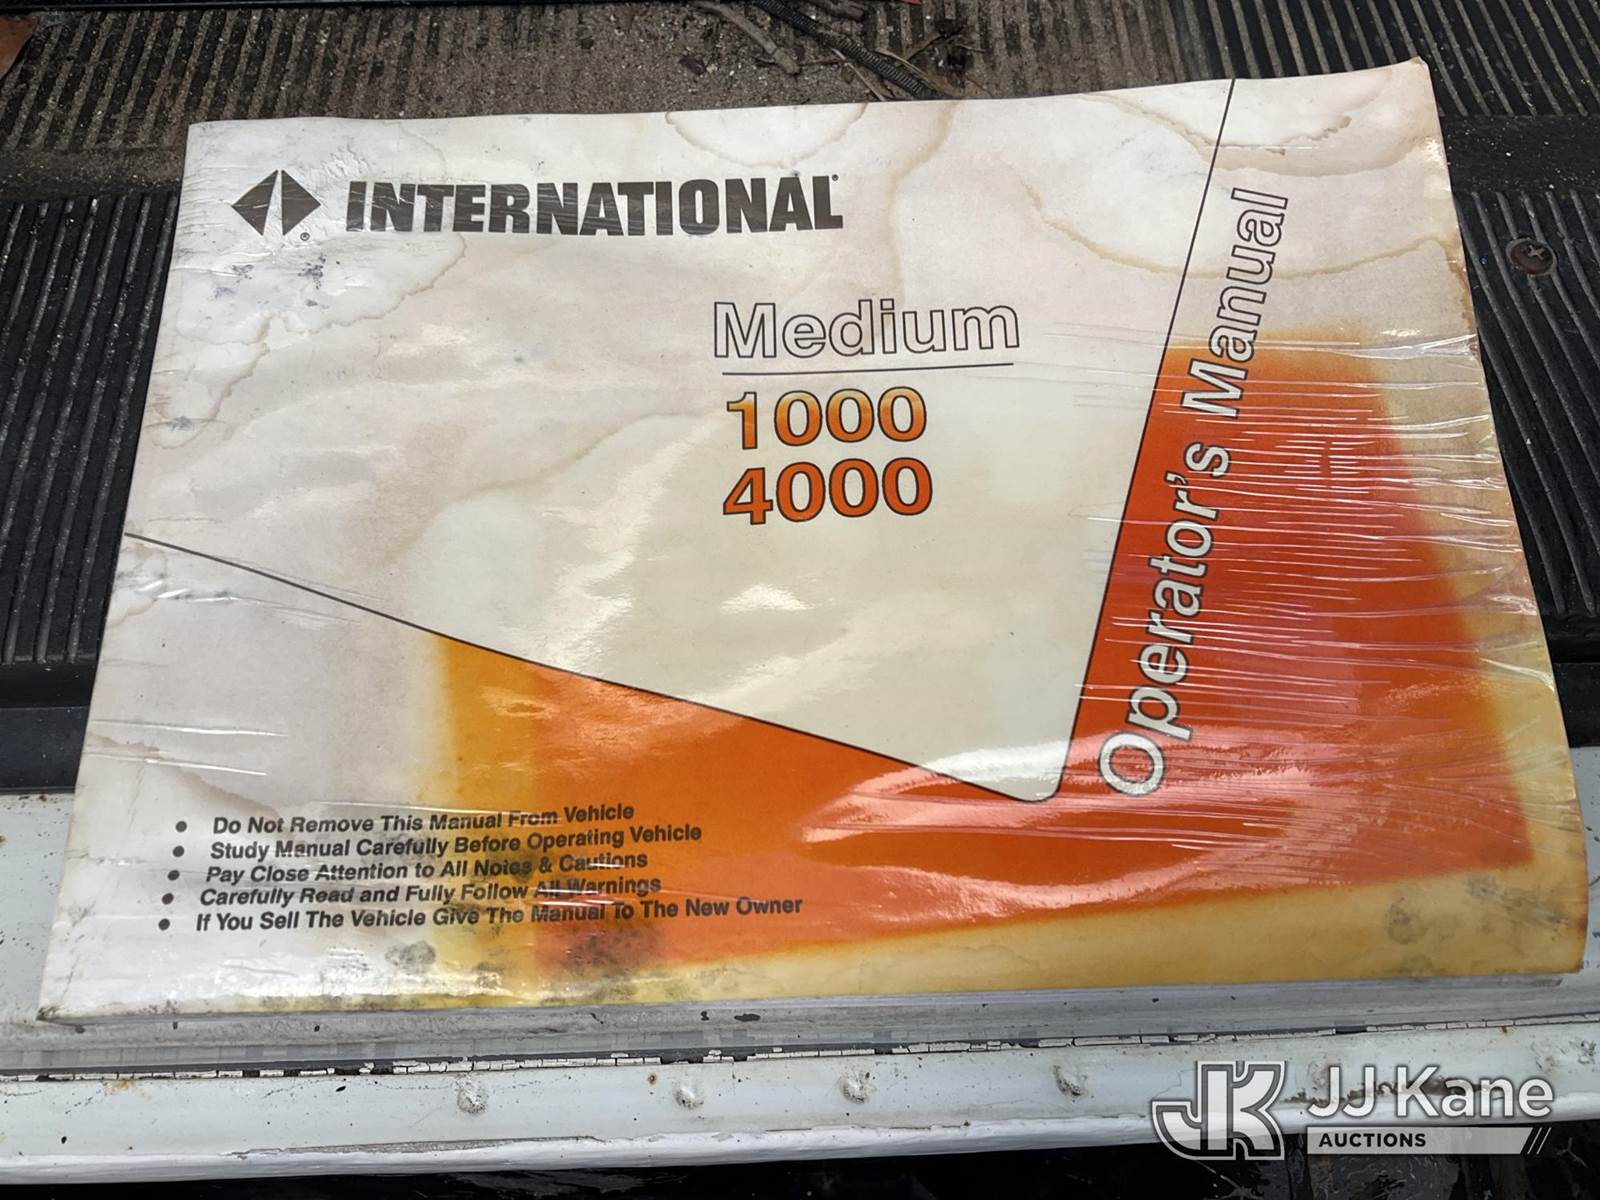 INTERNATIONAL®
®
Medium
1000
4000
Operator's Manual
• Do Not Remove This Manual From Vehicle
• Study Manual Carefully Before Operating Vehicle
• Pay Close Attention to All Notes & Cautions
• Carefully Read and Fully Follow All Warnings
• If You Sell The Vehicle Give The Manual To The New Owner
JK JJ Kane
AUCTIONS